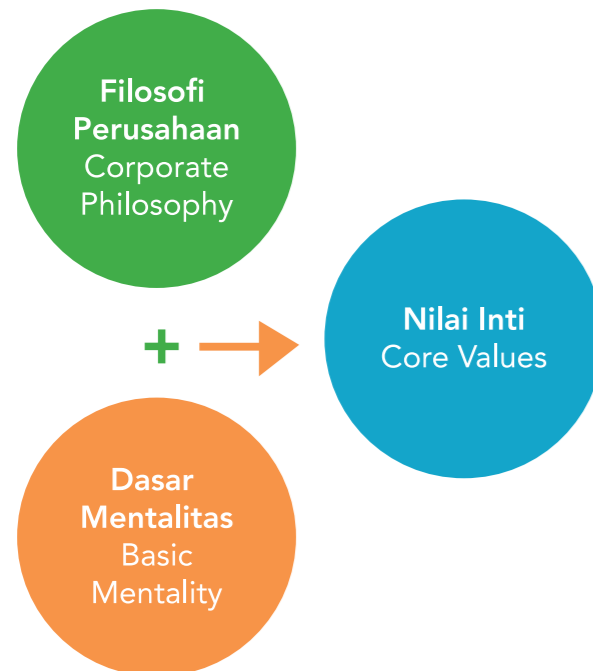 Filosofi
Perusahaan
Corporate
Philosophy
+
Nilai Inti
Core Values
Dasar
Mentalitas
Basic
Mentality